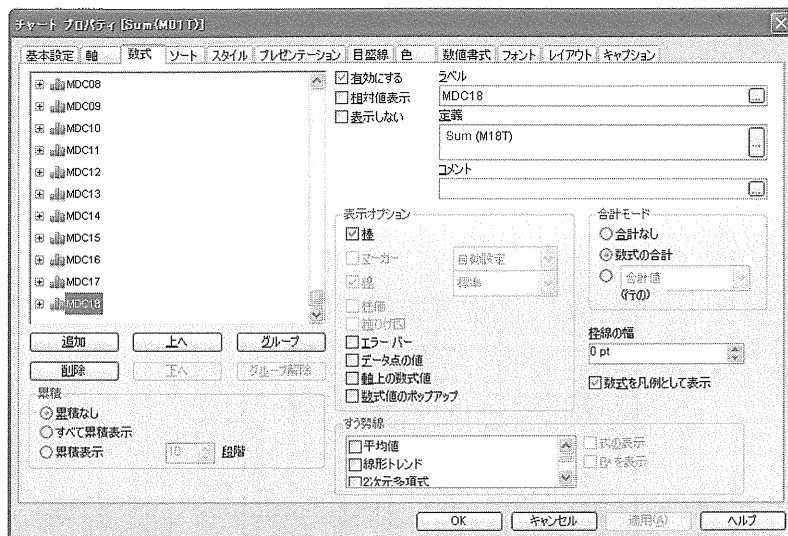 チャート プロパティ [Sum(M01T)]
基本設定 軸 数式 ソート スタイル プレゼンテーション 目盛線 色 数値書式 フォント レイアウト キャプション
MDC08
MDC09
MDC10
MDC11
MDC12
MDC13
MDC14
MDC15
MDC16
MDC17
MDC18
追加 上へ グループ
削除 下へ グループ解除
累積
累積なし
すべて累積表示
累積表示 10 段階
有効にする
相対値表示
表示しない
ラベル
MDC18
定義
Sum (M18T)
コメント
表示オプション
棒
マーカー 自動設定
線 標準
株価
箱ひげ図
エラー バー
データ点の値
軸上の数式値
数式値のポップアップ
合計モード
合計なし
数式の合計
合計値
(行の)
枠線の幅
0 pt
数式を凡例として表示
すう勢線
平均値
線形トレンド
2次元多項式
式の表示
R²を表示
OK キャンセル 適用(A) ヘルプ